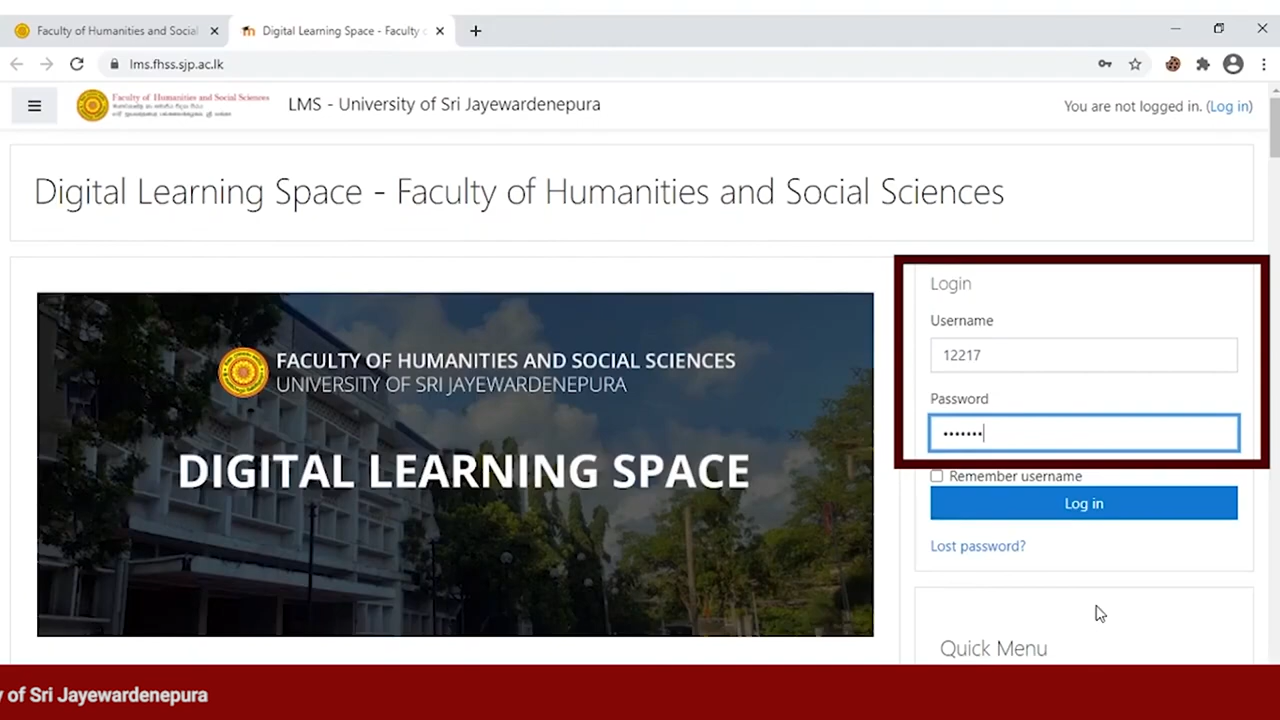 Faculty of Humanities and Social
Digital Learning Space - Faculty
lms.fhss.sjp.ac.lk
Faculty of Humanities and Social Sciences
LMS - University of Sri Jayewardenepura
You are not logged in. (Log in)
Digital Learning Space - Faculty of Humanities and Social Sciences
FACULTY OF HUMANITIES AND SOCIAL SCIENCES
UNIVERSITY OF SRI JAYEWARDENEPURA
DIGITAL LEARNING SPACE
Login
Username
12217
Password
•••••••
Remember username
Log in
Lost password?
Quick Menu
y of Sri Jayewardenepura